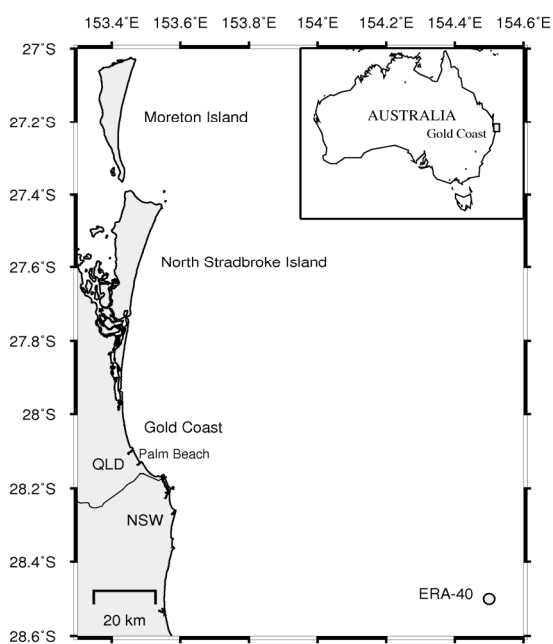 153.4˚E 153.6˚E 153.8˚E 154˚E 154.2˚E 154.4˚E 154.6˚E
27˚S
27.2˚S
27.4˚S
27.6˚S
27.8˚S
28˚S
28.2˚S
28.4˚S
28.6˚S
AUSTRALIA
Gold Coast
Moreton Island
North Stradbroke Island
Gold Coast
Palm Beach
QLD
NSW
ERA-40
20 km